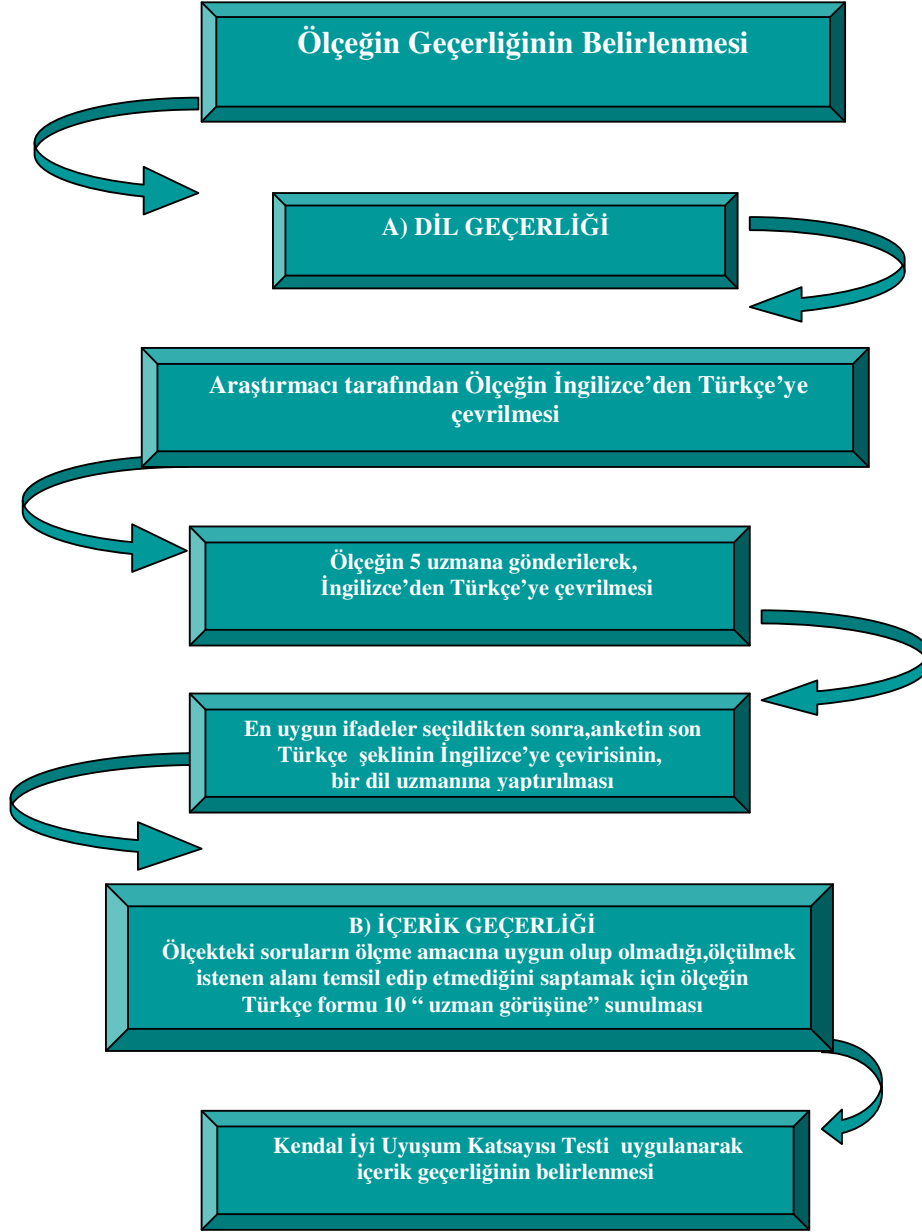 Ölçeğin Geçerliğinin Belirlenmesi
A) DİL GEÇERLİĞİ
Araştırmacı tarafından Ölçeğin İngilizce’den Türkçe’ye
çevrilmesi
Ölçeğin 5 uzmana gönderilerek,
İngilizce’den Türkçe’ye çevrilmesi
En uygun ifadeler seçildikten sonra,anketin son
Türkçe şeklinin İngilizce’ye çevirisinin,
bir dil uzmanına yaptırılması
B) İÇERİK GEÇERLİĞİ
Ölçekteki soruların ölçme amacına uygun olup olmadığı,ölçülmek
istenen alanı temsil edip etmediğini saptamak için ölçeğin
Türkçe formu 10 “ uzman görüşüne” sunulması
Kendal İyi Uyuşum Katsayısı Testi uygulanarak
içerik geçerliğinin belirlenmesi